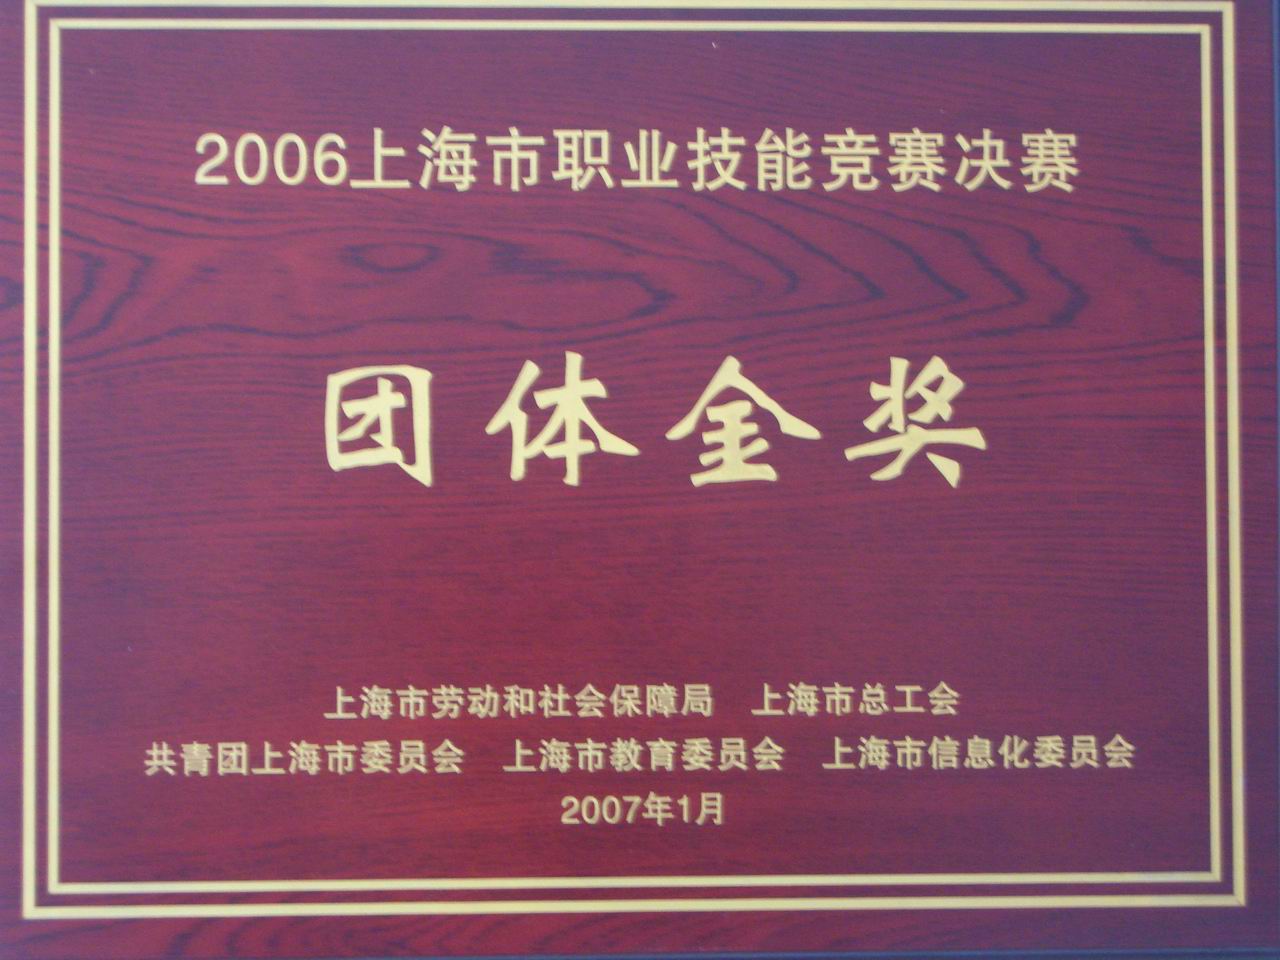 2006上海市职业技能竞赛决赛
团体金奖
上海市劳动和社会保障局 上海市总工会
共青团上海市委员会 上海市教育委员会 上海市信息化委员会
2007年1月